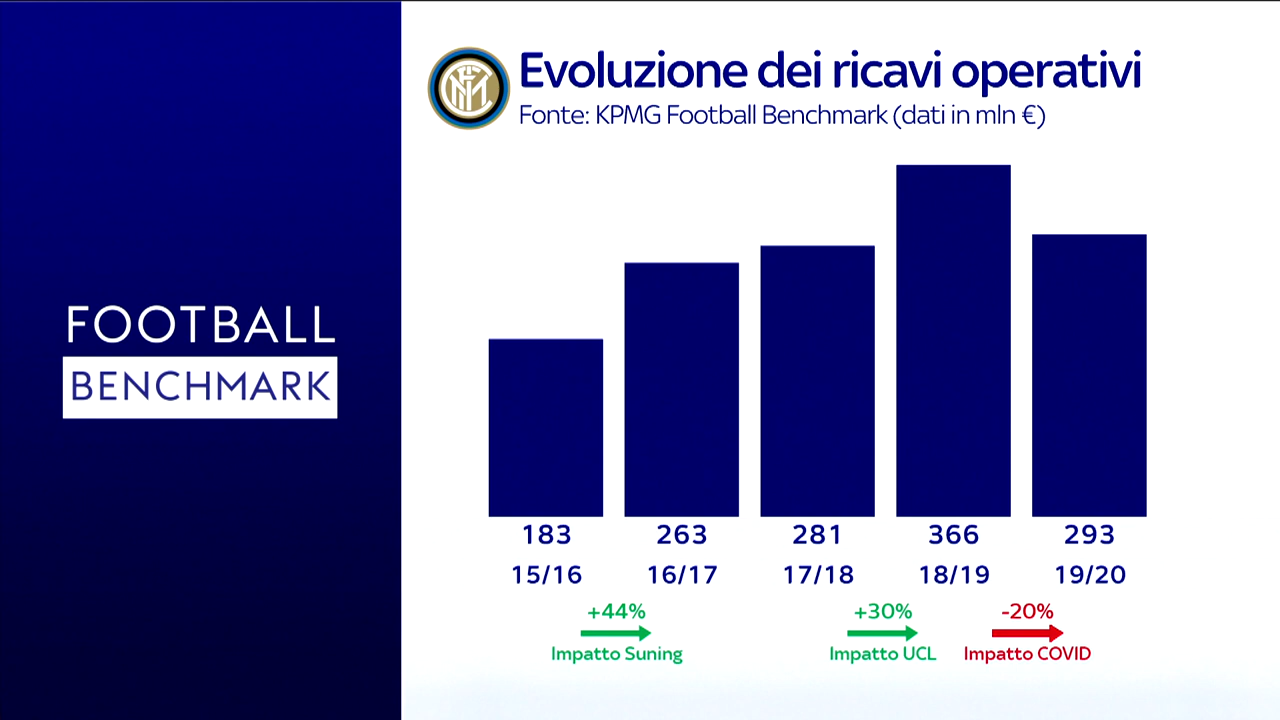 FOOTBALL
BENCHMARK
Evoluzione dei ricavi operativi
Fonte: KPMG Football Benchmark (dati in mln €)
183 263 281 366 293
15/16 16/17 17/18 18/19 19/20
+44% +30% -20%
Impatto Suning Impatto UCL Impatto COVID